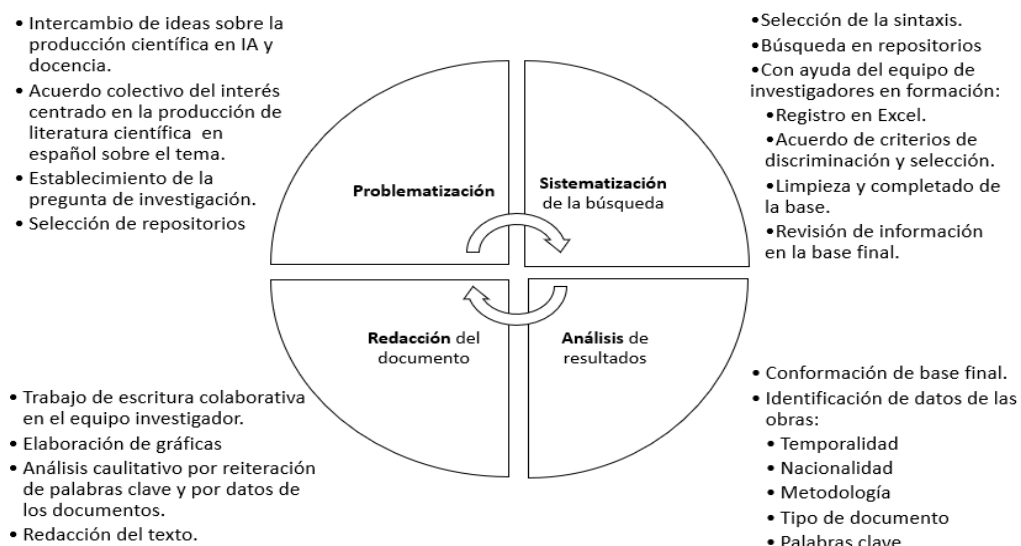 • Intercambio de ideas sobre la
producción científica en IA y
docencia.
• Acuerdo colectivo del interés
centrado en la producción de
literatura científica en
español sobre el tema.
• Establecimiento de la
pregunta de investigación.
• Selección de repositorios
Problematización
Sistematización
de la búsqueda
•Selección de la sintaxis.
•Búsqueda en repositorios
•Con ayuda del equipo de
investigadores en formación:
•Registro en Excel.
•Acuerdo de criterios de
discriminación y selección.
•Limpieza y completado de
la base.
•Revisión de información
en la base final.
Redacción del
documento
Análisis de
resultados
• Trabajo de escritura colaborativa
en el equipo investigador.
• Elaboración de gráficas
• Análisis caulitativo por reiteración
de palabras clave y por datos de
los documentos.
• Redacción del texto.
• Conformación de base final.
• Identificación de datos de las
obras:
• Temporalidad
• Nacionalidad
• Metodología
• Tipo de documento
• Palabras clave